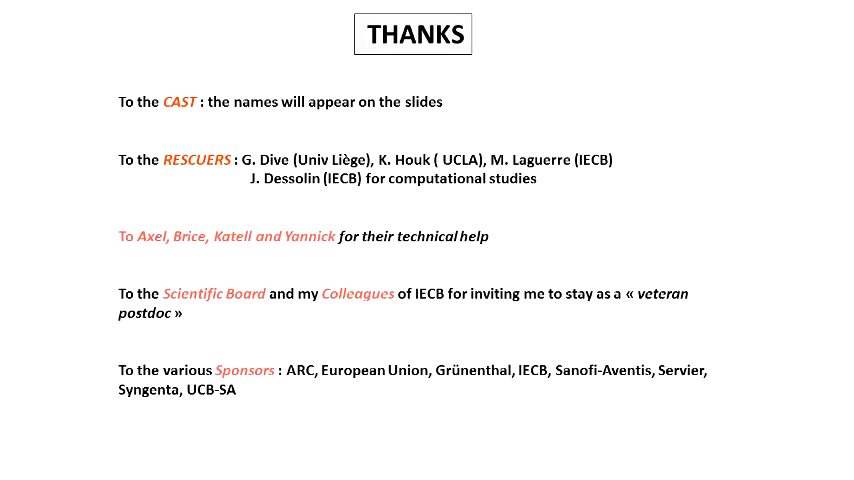 THANKS
To the CAST : the names will appear on the slides
To the RESCUERS : G. Dive (Univ Liège), K. Houk ( UCLA), M. Laguerre (IECB)
J. Dessolin (IECB) for computational studies
To Axel, Brice, Katell and Yannick for their technical help
To the Scientific Board and my Colleagues of IECB for inviting me to stay as a « veteran
postdoc »
To the various Sponsors : ARC, European Union, Grünenthal, IECB, Sanofi-Aventis, Servier,
Syngenta, UCB-SA